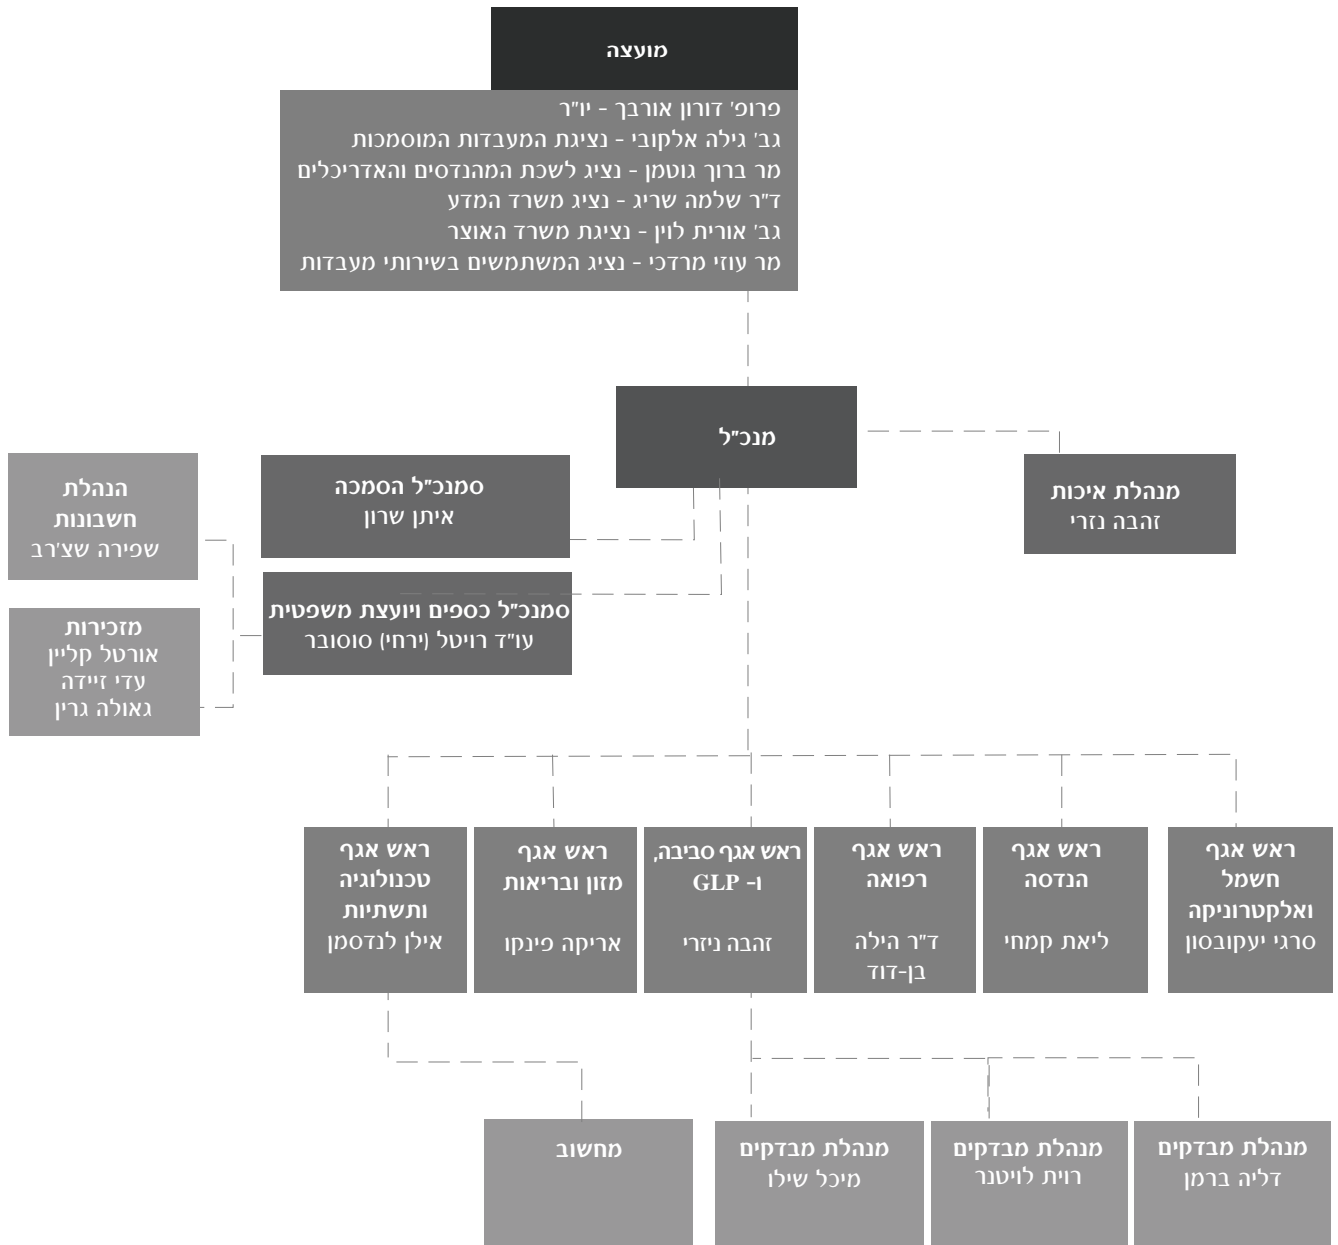 מועצה
פרופ' דורון אורבך - יו"ר
גב' גילה אלקובי - נציגת המעבדות המוסמכות
מר ברוך גוטמן - נציג לשכת המהנדסים והאדריכלים
ד"ר שלמה שריג - נציג משרד המדע
גב' אורית לוין - נציגת משרד האוצר
מר עוזי מרדכי - נציג המשתמשים בשירותי מעבדות
מנכ"ל
מנהלת איכות
זהבה נזרי
סמנכ"ל הסמכה
איתן שרון
סמנכ"ל כספים ויועצת משפטית
עו"ד רויטל (ירחי) סוסובר
הנהלת
חשבונות
שפירה שצ'רב
מזכירות
אורטל קליין
עדי זיידה
גאולה גרין
ראש אגף
חשמל
ואלקטרוניקה
סרגי יעקובסון
ראש אגף
הנדסה
ליאת קמחי
ראש אגף
רפואה
ד"ר הילה
בן-דוד
ראש אגף סביבה,
ו- GLP
זהבה ניזרי
ראש אגף
מזון ובריאות
אריקה פינקו
ראש אגף
טכנולוגיה
ותשתיות
אילן לנדסמן
מנהלת מבדקים
דליה ברמן
מנהלת מבדקים
רוית לויטנר
מנהלת מבדקים
מיכל שילו
מחשוב